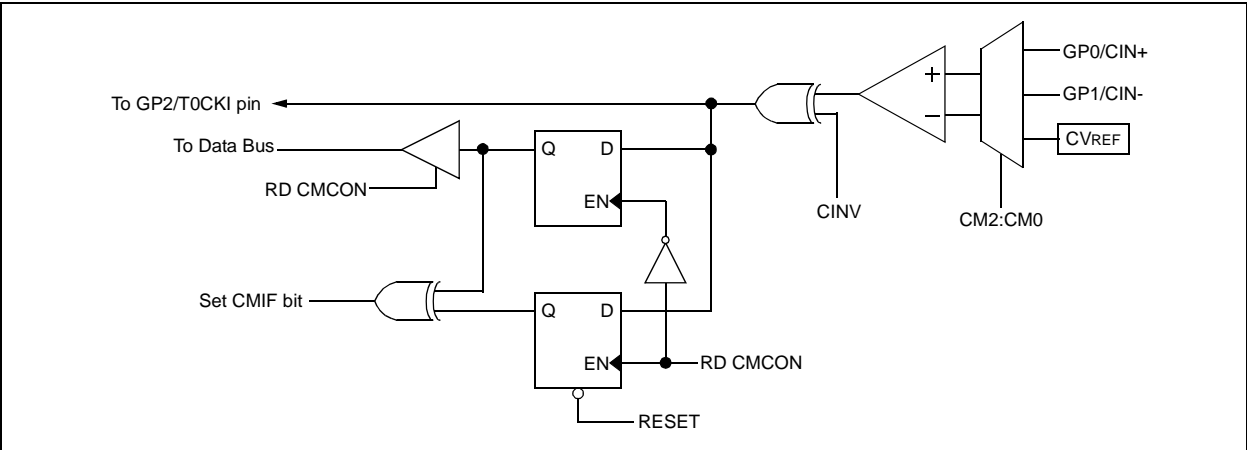 GP0/CIN+
To GP2/T0CKI pin
+
GP1/CIN-
−
To Data Bus
Q D
CVREF
RD CMCON
EN
CINV
CM2:CM0
Set CMIF bit
Q D
EN
RD CMCON
RESET